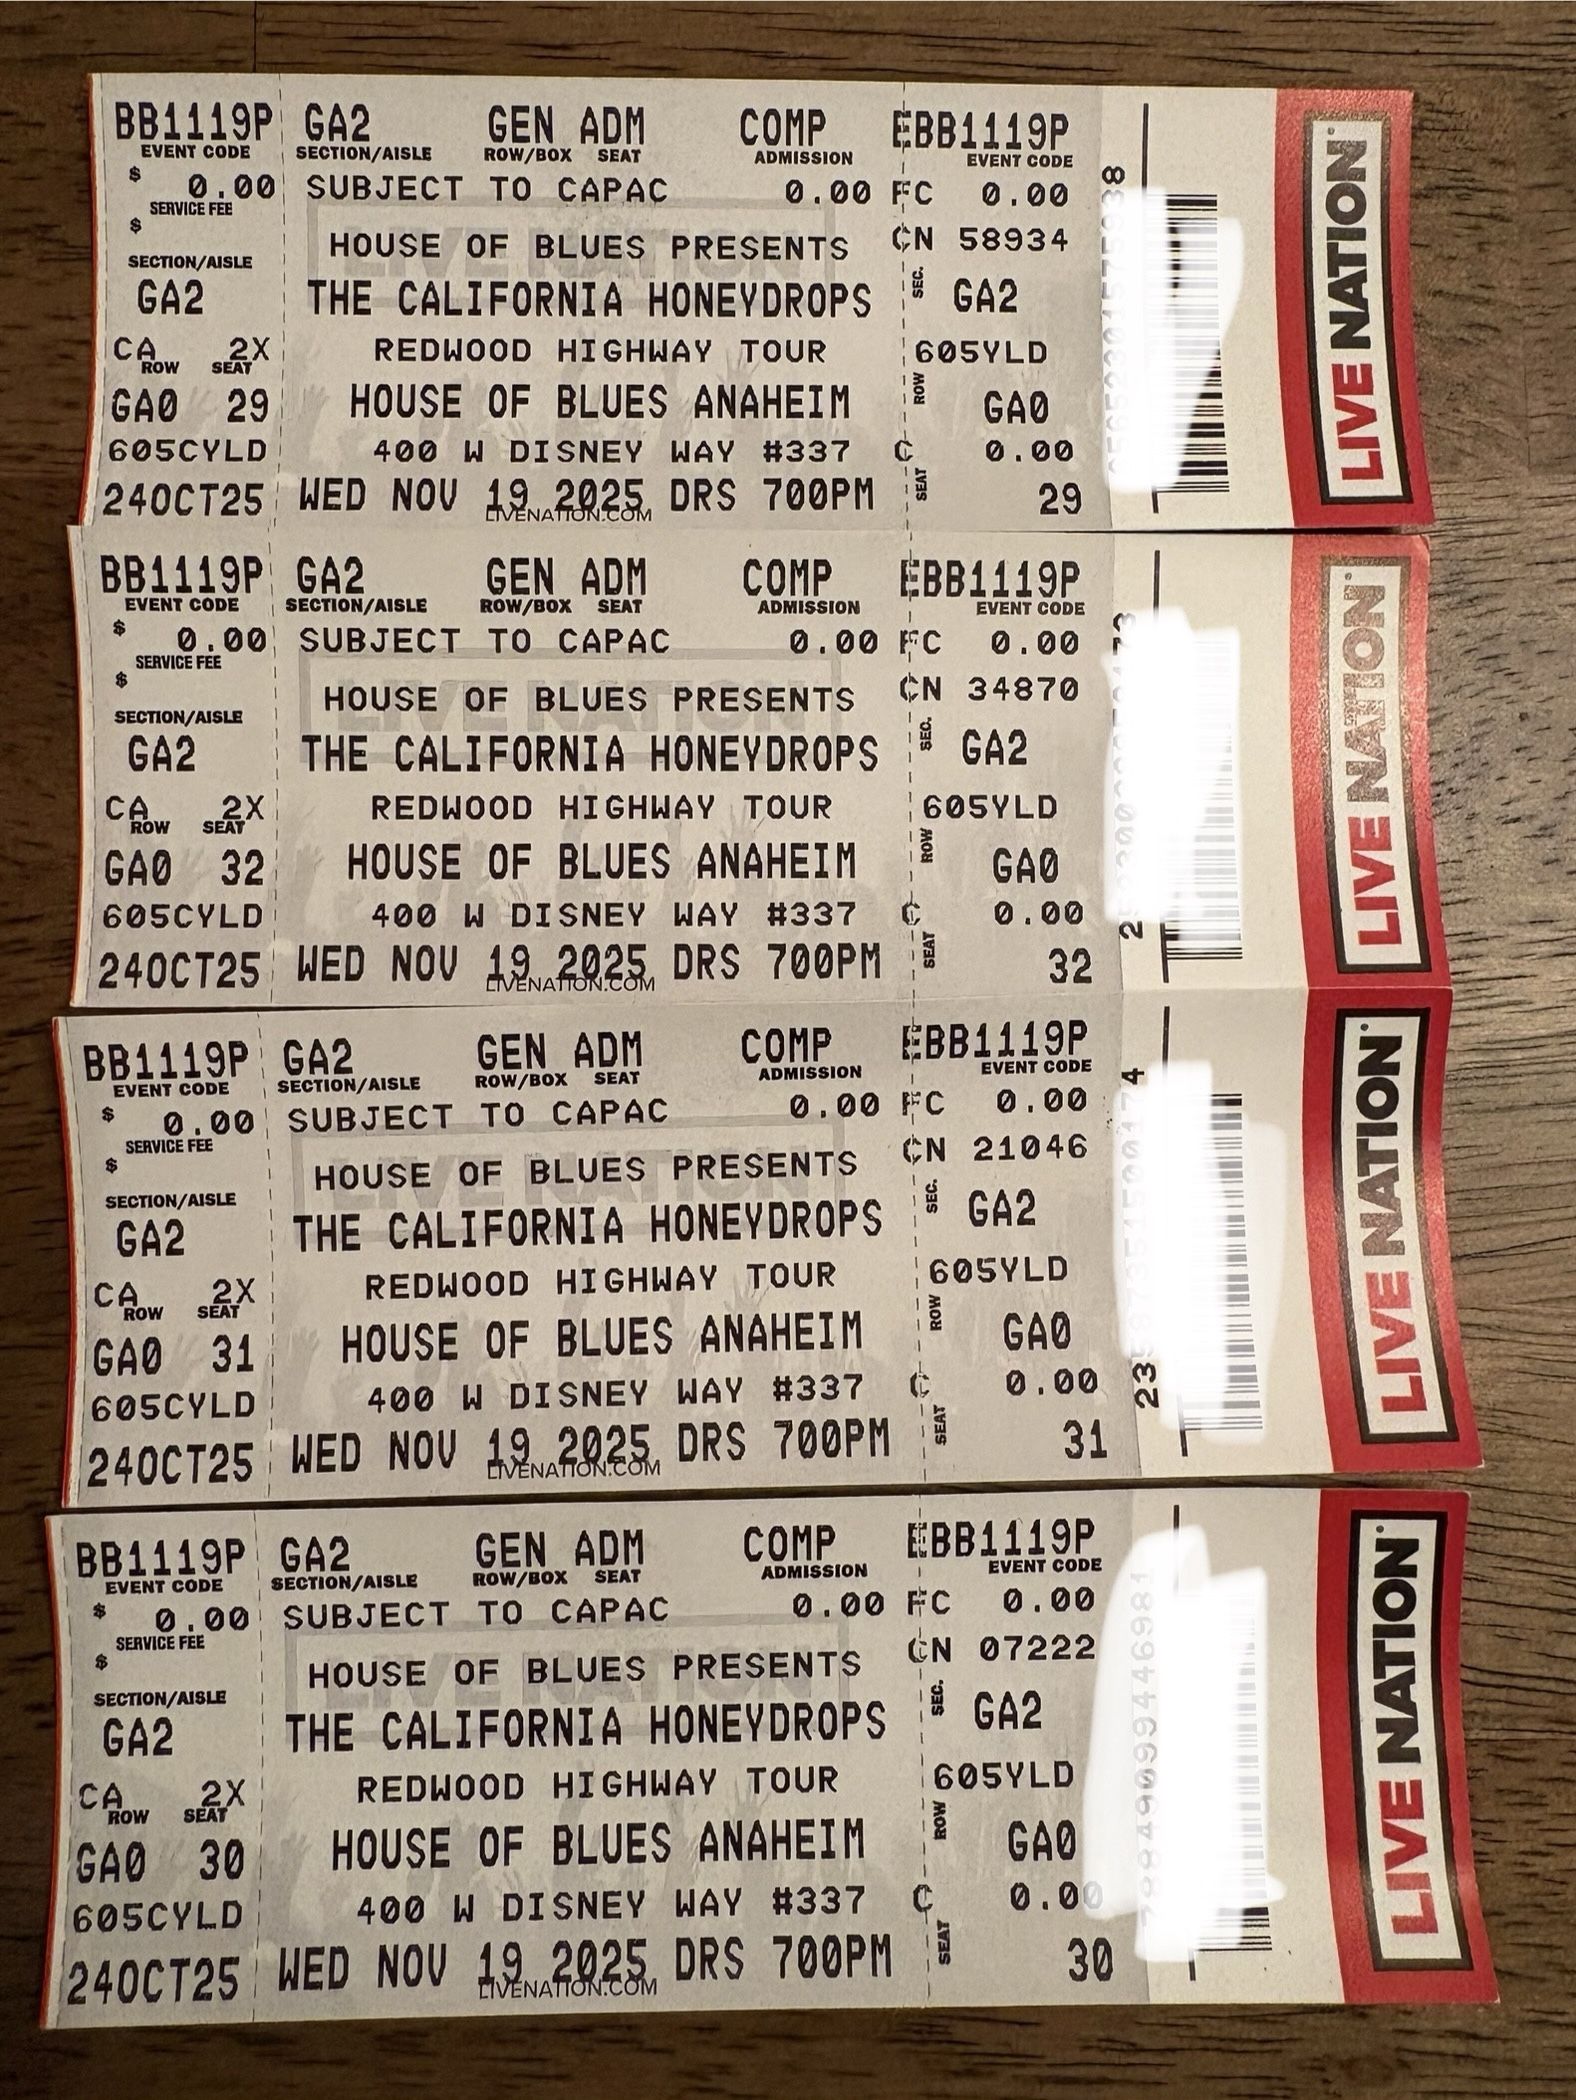 BB1119P GA2 GEN ADM COMP EBB1119P
EVENT CODE SECTION/AISLE ROW/BOX SEAT ADMISSION EVENT CODE
$ 0.00 SUBJECT TO CAPAC 0.00 FC 0.00
SERVICE FEE
$ HOUSE OF BLUES PRESENTS CN 58934
SECTION/AISLE SEC.
GA2 THE CALIFORNIA HONEYDROPS GA2
CA 2X REDWOOD HIGHWAY TOUR 605YLD
ROW SEAT ROW
GA0 29 HOUSE OF BLUES ANAHEIM GA0
605CYLD 400 W DISNEY WAY #337 C 0.00
24OCT25 WED NOV 19 2025 DRS 700PM SEAT 29
LIVENATION.COM
LIVE NATION
BB1119P GA2 GEN ADM COMP EBB1119P
EVENT CODE SECTION/AISLE ROW/BOX SEAT ADMISSION EVENT CODE
$ 0.00 SUBJECT TO CAPAC 0.00 FC 0.00
SERVICE FEE
$ HOUSE OF BLUES PRESENTS CN 34870
SECTION/AISLE SEC.
GA2 THE CALIFORNIA HONEYDROPS GA2
CA 2X REDWOOD HIGHWAY TOUR 605YLD
ROW SEAT ROW
GA0 32 HOUSE OF BLUES ANAHEIM GA0
605CYLD 400 W DISNEY WAY #337 C 0.00
24OCT25 WED NOV 19 2025 DRS 700PM SEAT 32
LIVENATION.COM
LIVE NATION
BB1119P GA2 GEN ADM COMP EBB1119P
EVENT CODE SECTION/AISLE ROW/BOX SEAT ADMISSION EVENT CODE
$ 0.00 SUBJECT TO CAPAC 0.00 FC 0.00
SERVICE FEE
$ HOUSE OF BLUES PRESENTS CN 21046
SECTION/AISLE SEC.
GA2 THE CALIFORNIA HONEYDROPS GA2
CA 2X REDWOOD HIGHWAY TOUR 605YLD
ROW SEAT ROW
GA0 31 HOUSE OF BLUES ANAHEIM GA0
605CYLD 400 W DISNEY WAY #337 C 0.00
24OCT25 WED NOV 19 2025 DRS 700PM SEAT 31
LIVENATION.COM
LIVE NATION
BB1119P GA2 GEN ADM COMP EBB1119P
EVENT CODE SECTION/AISLE ROW/BOX SEAT ADMISSION EVENT CODE
$ 0.00 SUBJECT TO CAPAC 0.00 FC 0.00
SERVICE FEE
$ HOUSE OF BLUES PRESENTS CN 07222
SECTION/AISLE SEC.
GA2 THE CALIFORNIA HONEYDROPS GA2
CA 2X REDWOOD HIGHWAY TOUR 605YLD
ROW SEAT ROW
GA0 30 HOUSE OF BLUES ANAHEIM GA0
605CYLD 400 W DISNEY WAY #337 C 0.00
24OCT25 WED NOV 19 2025 DRS 700PM SEAT 30
LIVENATION.COM
LIVE NATION